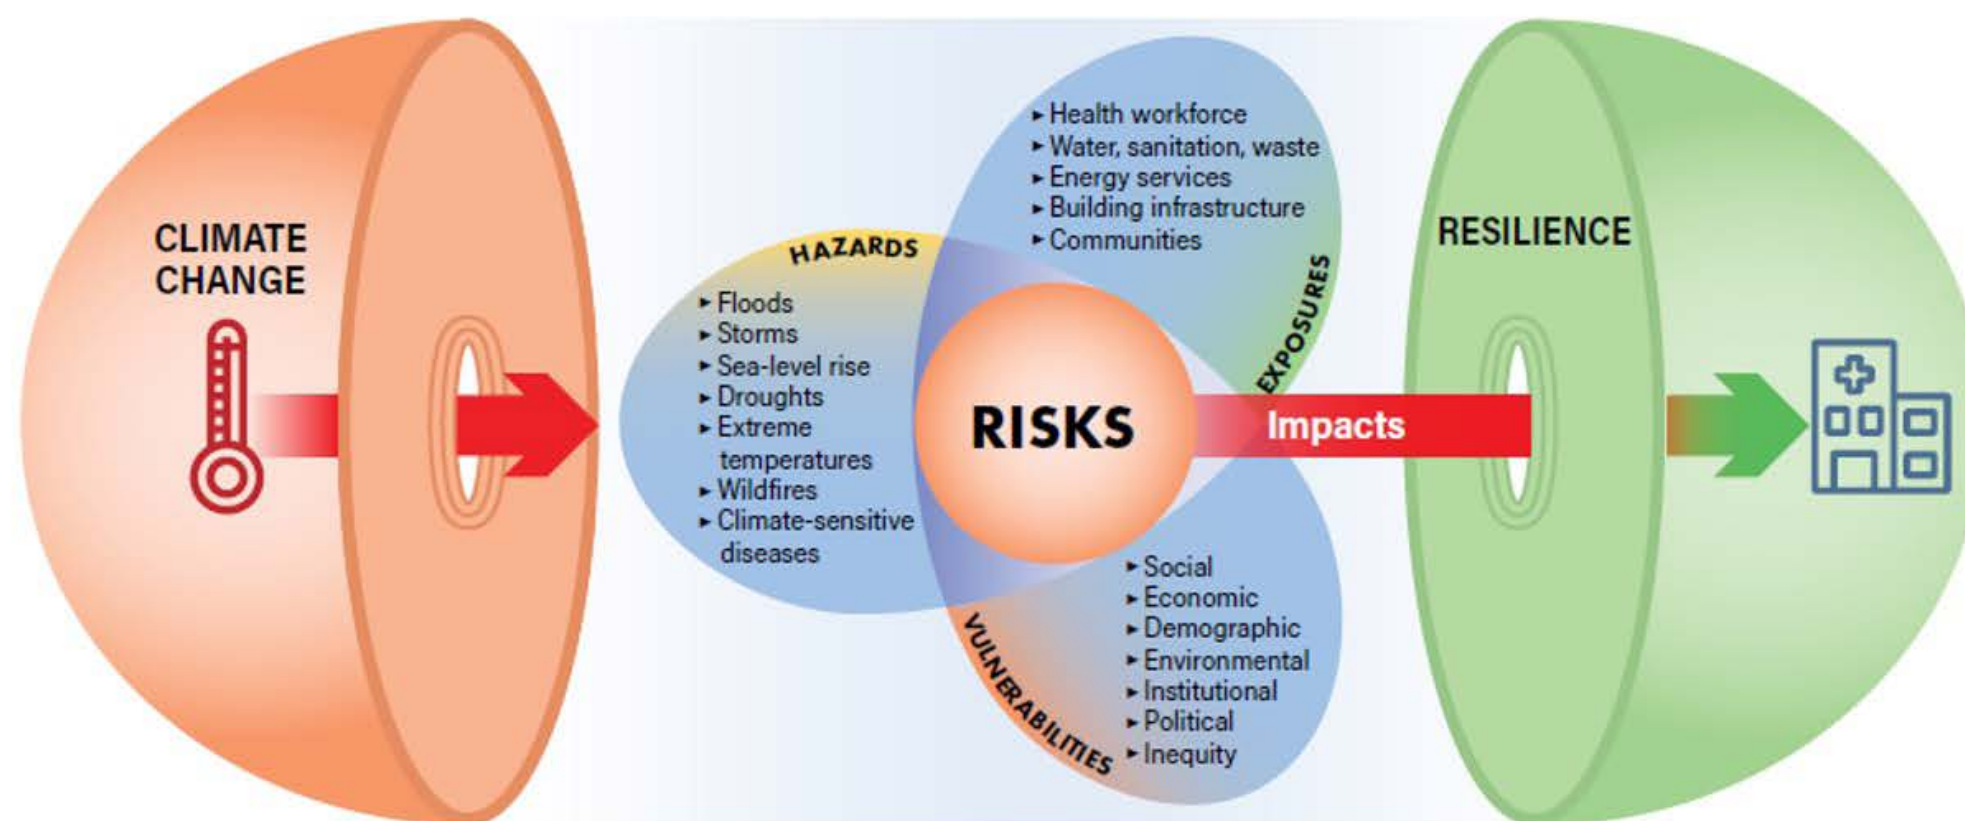 CLIMATE
CHANGE
HAZARDS
▸ Floods
▸ Storms
▸ Sea-level rise
▸ Droughts
▸ Extreme
temperatures
▸ Wildfires
▸ Climate-sensitive
diseases
▸ Health workforce
▸ Water, sanitation, waste
▸ Energy services
▸ Building infrastructure
▸ Communities
EXPOSURES
RISKS
Impacts
VULNERABILITIES
▸ Social
▸ Economic
▸ Demographic
▸ Environmental
▸ Institutional
▸ Political
▸ Inequity
RESILIENCE